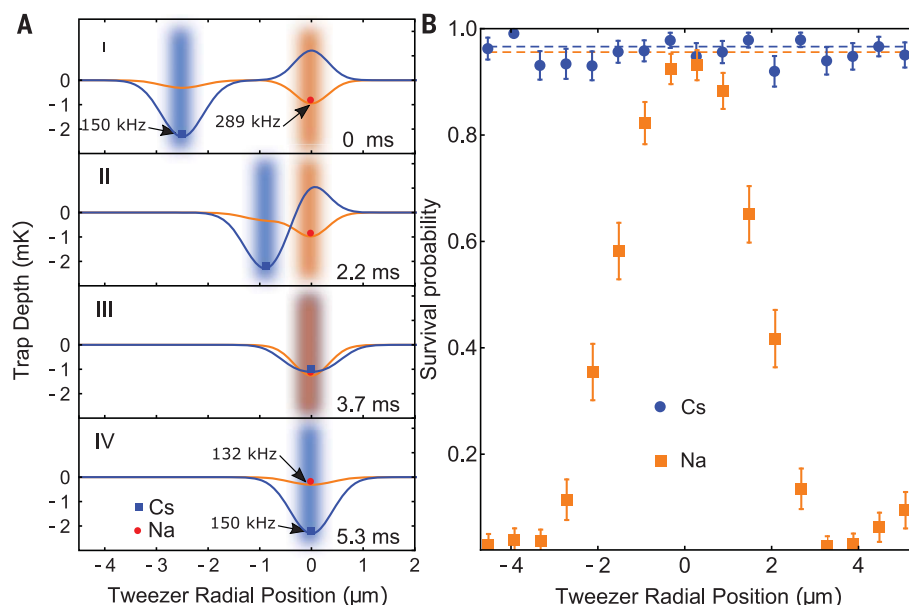 A
I
0
-1
-2
150 kHz
289 kHz
0 ms
II
0
-1
-2
2.2 ms
III
0
-1
-2
3.7 ms
IV
132 kHz
0
-1
-2
Cs
Na
150 kHz
5.3 ms
-5 -4 -3 -2 -1 0 1 2
Tweezer Radial Position (μm)
Trap Depth (mK)
B
1.0
0.8
0.6
0.4
0.2
Survival probability
Cs
Na
-4 -2 0 2 4
Tweezer Radial Position (μm)